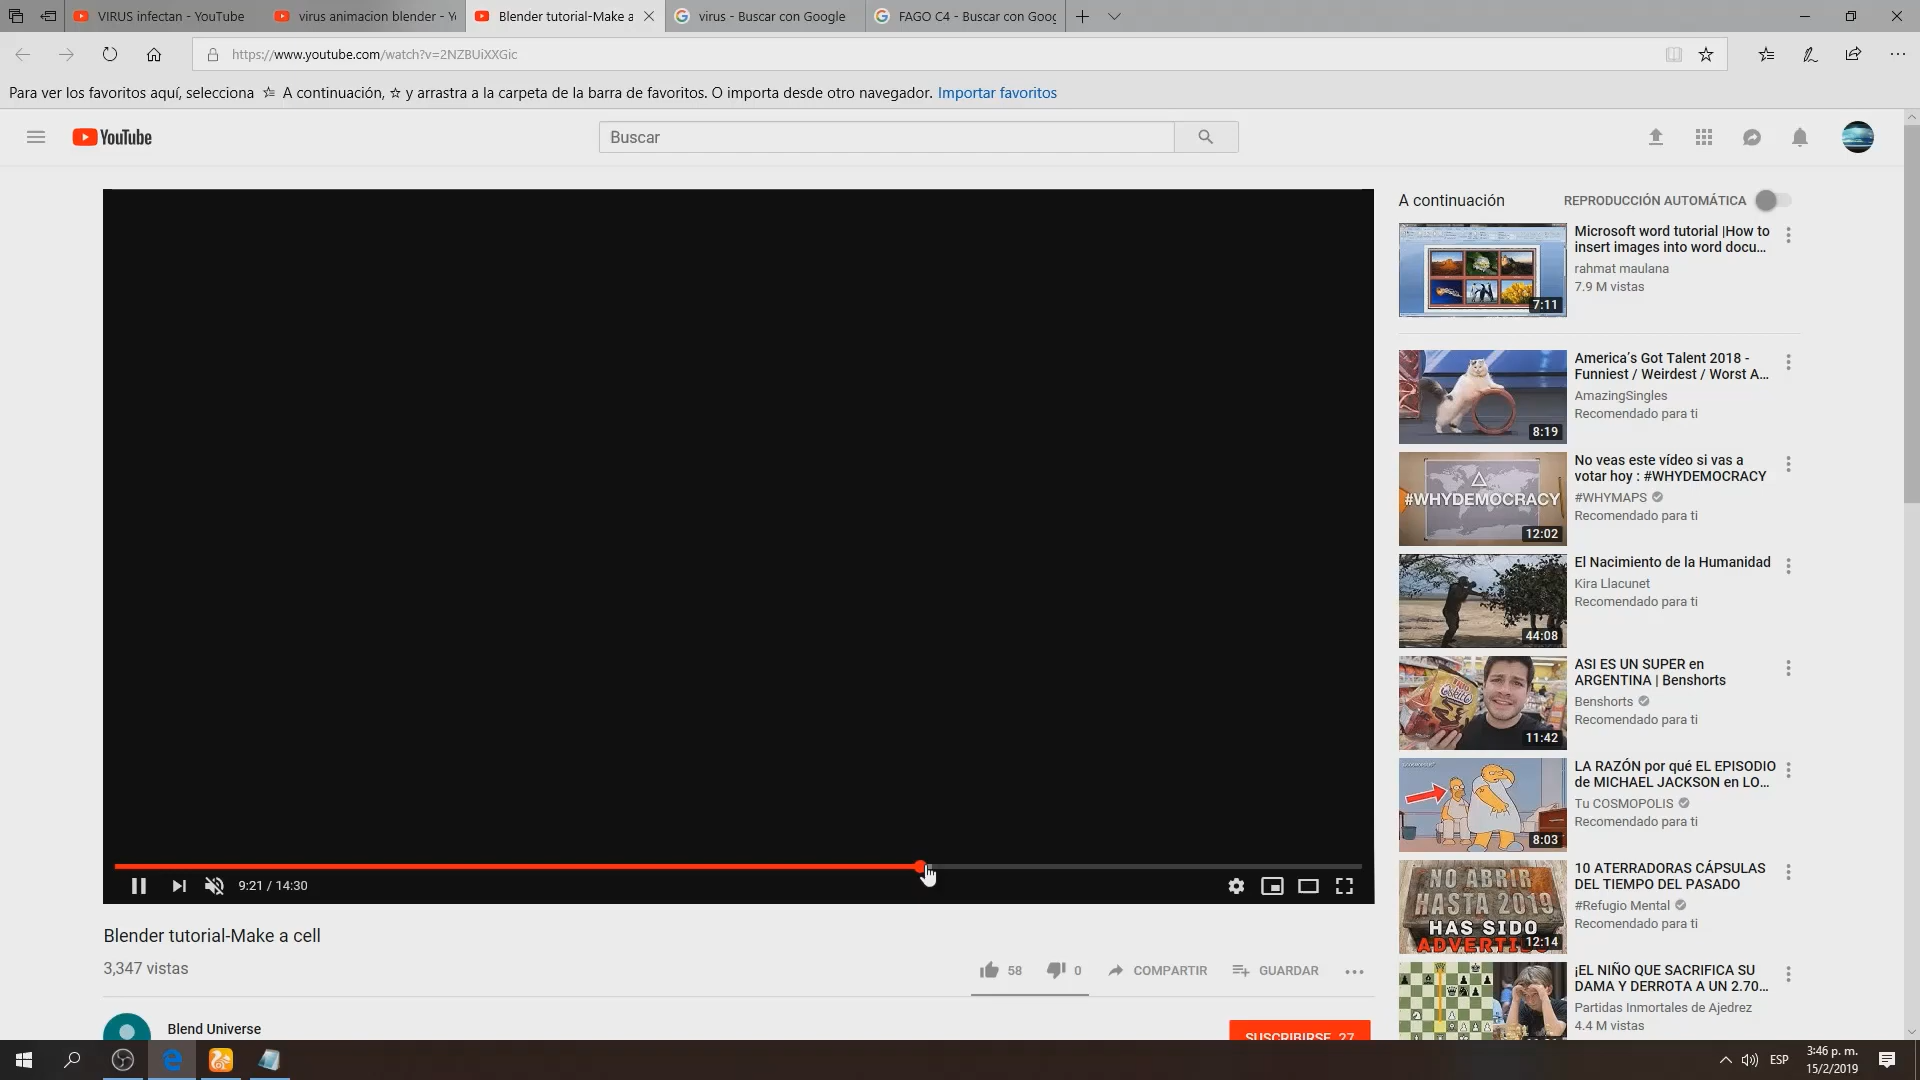 VIRUS infectan - YouTube
virus animacion blender - Y
Blender tutorial-Make a
virus - Buscar con Google
FAGO C4 - Buscar con Goog
https://www.youtube.com/watch?v=2NZBUiXXGic
Para ver los favoritos aquí, selecciona A continuación, y arrastra a la carpeta de la barra de favoritos. O importa desde otro navegador. Importar favoritos
YouTube
Buscar
A continuación
REPRODUCCIÓN AUTOMÁTICA
7:11
Microsoft word tutorial |How to
insert images into word docu...
rahmat maulana
7.9 M vistas
8:19
America's Got Talent 2018 -
Funniest / Weirdest / Worst A...
AmazingSingles
Recomendado para ti
#WHYDEMOCRACY
12:02
No veas este vídeo si vas a
votar hoy : #WHYDEMOCRACY
#WHYMAPS
Recomendado para ti
44:08
El Nacimiento de la Humanidad
Kira Llacunet
Recomendado para ti
11:42
ASI ES UN SUPER en
ARGENTINA | Benshorts
Benshorts
Recomendado para ti
8:03
LA RAZÓN por qué EL EPISODIO
de MICHAEL JACKSON en LO...
Tu COSMOPOLIS
Recomendado para ti
NO ABRIR
HASTA 2019
HAS SIDO
12:14
10 ATERRADORAS CÁPSULAS
DEL TIEMPO DEL PASADO
#Refugio Mental
Recomendado para ti
¡EL NIÑO QUE SACRIFICA SU
DAMA Y DERROTA A UN 2.70...
Partidas Inmortales de Ajedrez
4.4 M vistas
9:21 / 14:30
Blender tutorial-Make a cell
3,347 vistas
58
0
COMPARTIR
GUARDAR
Blend Universe
SUSCRIBIRSE 27
ESP
3:46 p. m.
15/2/2019